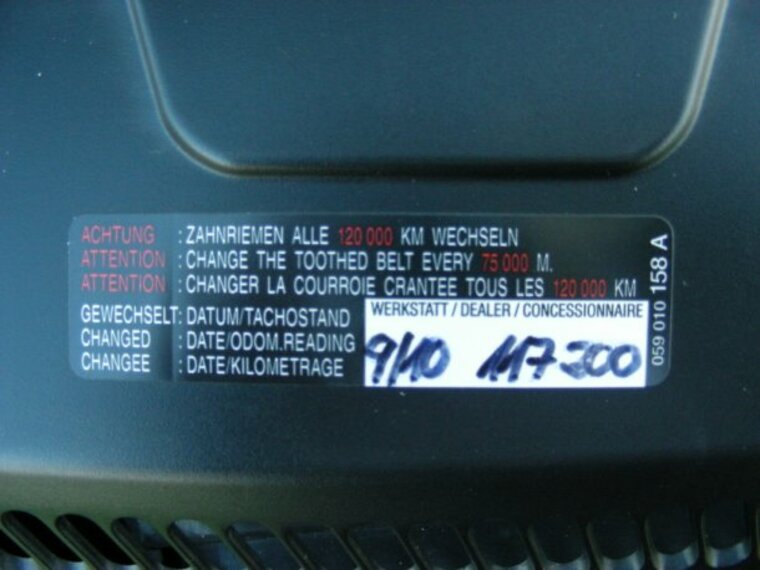 ACHTUNG : ZAHNRIEMEN ALLE 120 000 KM WECHSELN
ATTENTION : CHANGE THE TOOTHED BELT EVERY 75 000 M.
ATTENTION : CHANGER LA COURROIE CRANTEE TOUS LES 120 000 KM
GEWECHSELT: DATUM/TACHOSTAND
CHANGED : DATE/ODOM.READING
CHANGEE : DATE/KILOMETRAGE
WERKSTATT / DEALER / CONCESSIONNAIRE
9/10 117 200
059 010 158 A